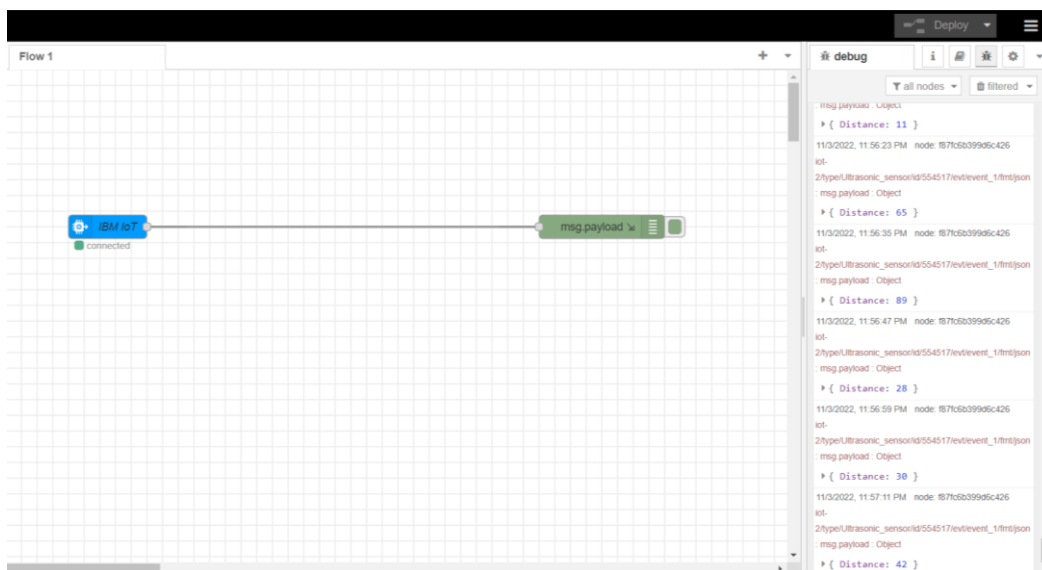 Deploy
Flow 1
debug
i
all nodes
filtered
: msg.payload : Object
{ Distance: 11 }
11/3/2022, 11:56:23 PM node: f87fc6b399d6c426
iot-
2/type/Ultrasonic_sensor/id/554517/evt/event_1/fmt/json
: msg.payload : Object
{ Distance: 65 }
11/3/2022, 11:56:35 PM node: f87fc6b399d6c426
iot-
2/type/Ultrasonic_sensor/id/554517/evt/event_1/fmt/json
: msg.payload : Object
{ Distance: 89 }
11/3/2022, 11:56:47 PM node: f87fc6b399d6c426
iot-
2/type/Ultrasonic_sensor/id/554517/evt/event_1/fmt/json
: msg.payload : Object
{ Distance: 28 }
11/3/2022, 11:56:59 PM node: f87fc6b399d6c426
iot-
2/type/Ultrasonic_sensor/id/554517/evt/event_1/fmt/json
: msg.payload : Object
{ Distance: 30 }
11/3/2022, 11:57:11 PM node: f87fc6b399d6c426
iot-
2/type/Ultrasonic_sensor/id/554517/evt/event_1/fmt/json
: msg.payload : Object
{ Distance: 42 }
IBM IoT
connected
msg.payload